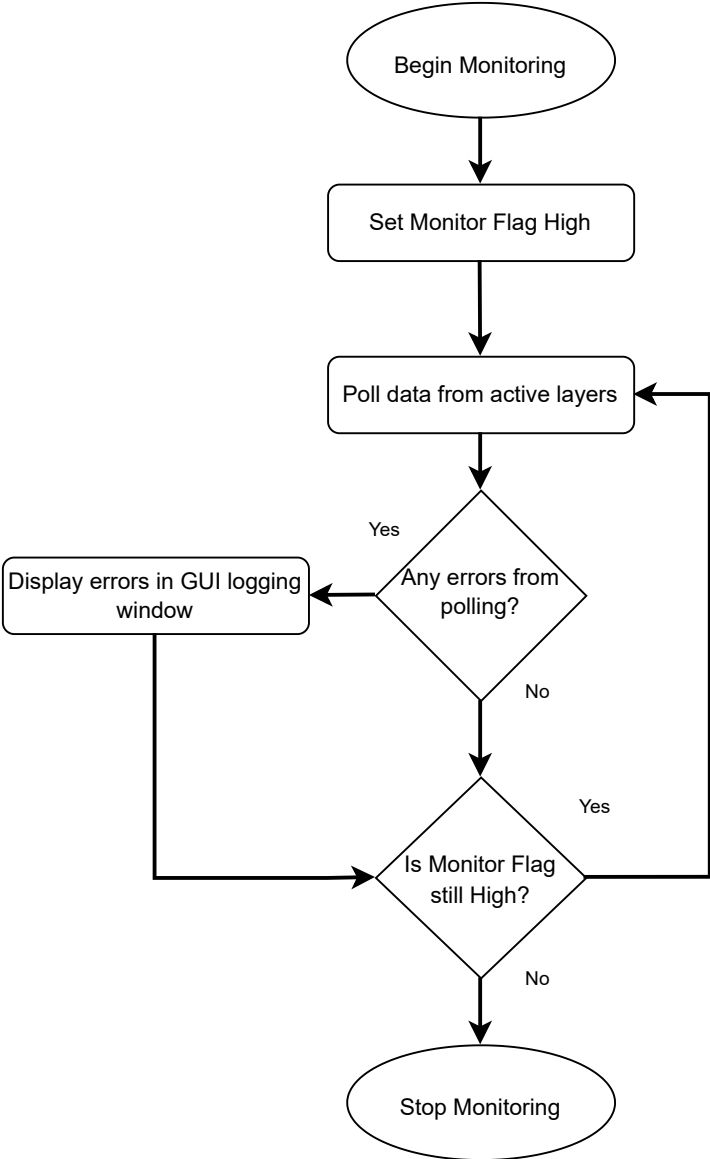 Begin Monitoring
Set Monitor Flag High
Poll data from active layers
Yes
Any errors from
polling?
Display errors in GUI logging
window
No
Yes
Is Monitor Flag
still High?
No
Stop Monitoring